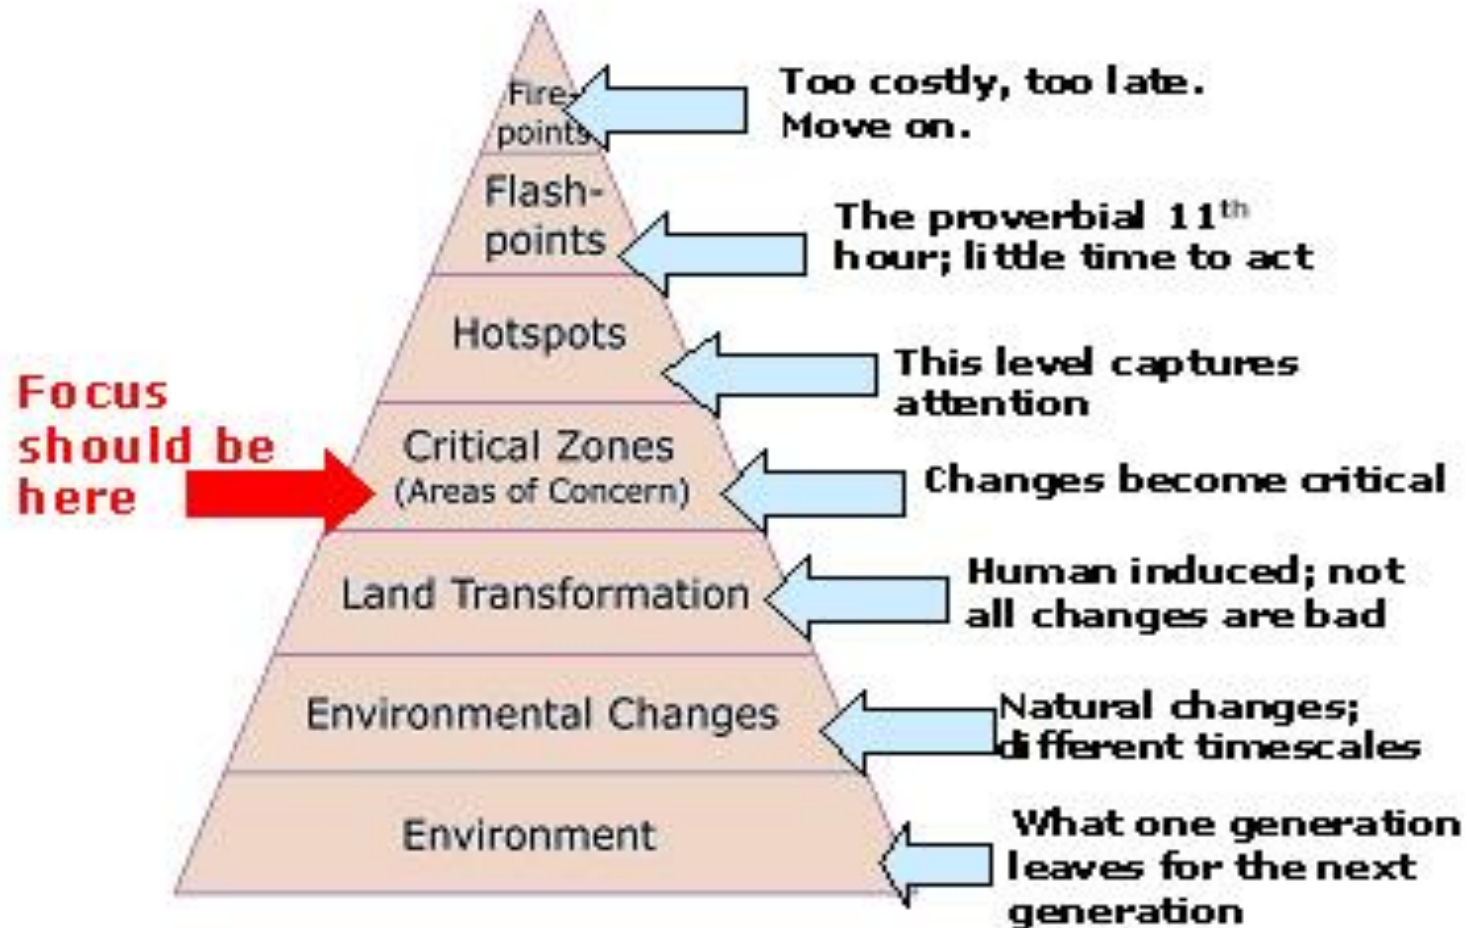 Fire-
points
Too costly, too late.
Move on.
Flash-
points
The proverbial 11th
hour; little time to act
Hotspots
This level captures
attention
Focus
should be
here
Critical Zones
(Areas of Concern)
Changes become critical
Land Transformation
Human induced; not
all changes are bad
Environmental Changes
Natural changes;
different timescales
Environment
What one generation
leaves for the next
generation